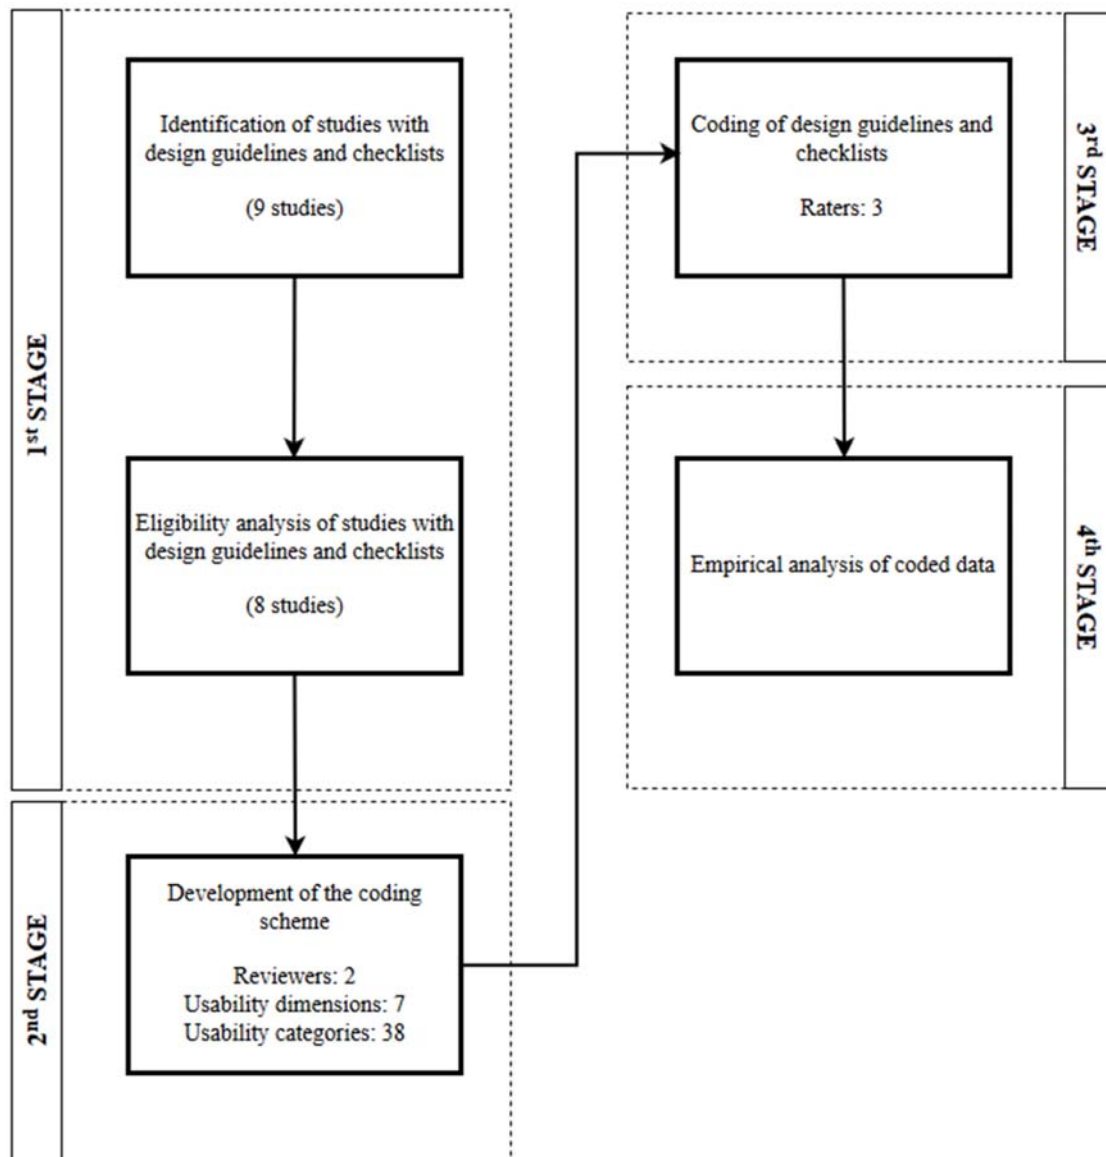 1st STAGE
Identification of studies with
design guidelines and checklists
(9 studies)
Eligibility analysis of studies with
design guidelines and checklists
(8 studies)
2nd STAGE
Development of the coding
scheme
Reviewers: 2
Usability dimensions: 7
Usability categories: 38
3rd STAGE
Coding of design guidelines and
checklists
Raters: 3
4th STAGE
Empirical analysis of coded data